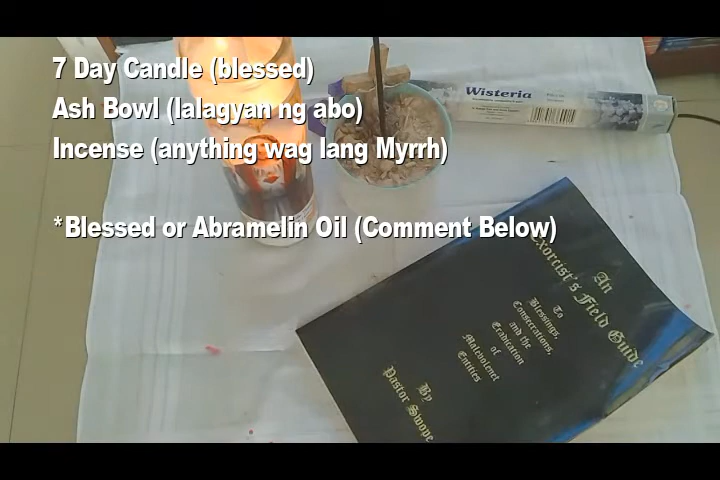 7 Day Candle (blessed)
Ash Bowl (lalagyan ng abo)
Incense (anything wag lang Myrrh)
*Blessed or Abramelin Oil (Comment Below)
Wisteria
An
Exorcist's Field Guide
To
Blessings,
Consecrations,
and the
Eradication
of
Malevolenct
Entities
By
Pastor Swope